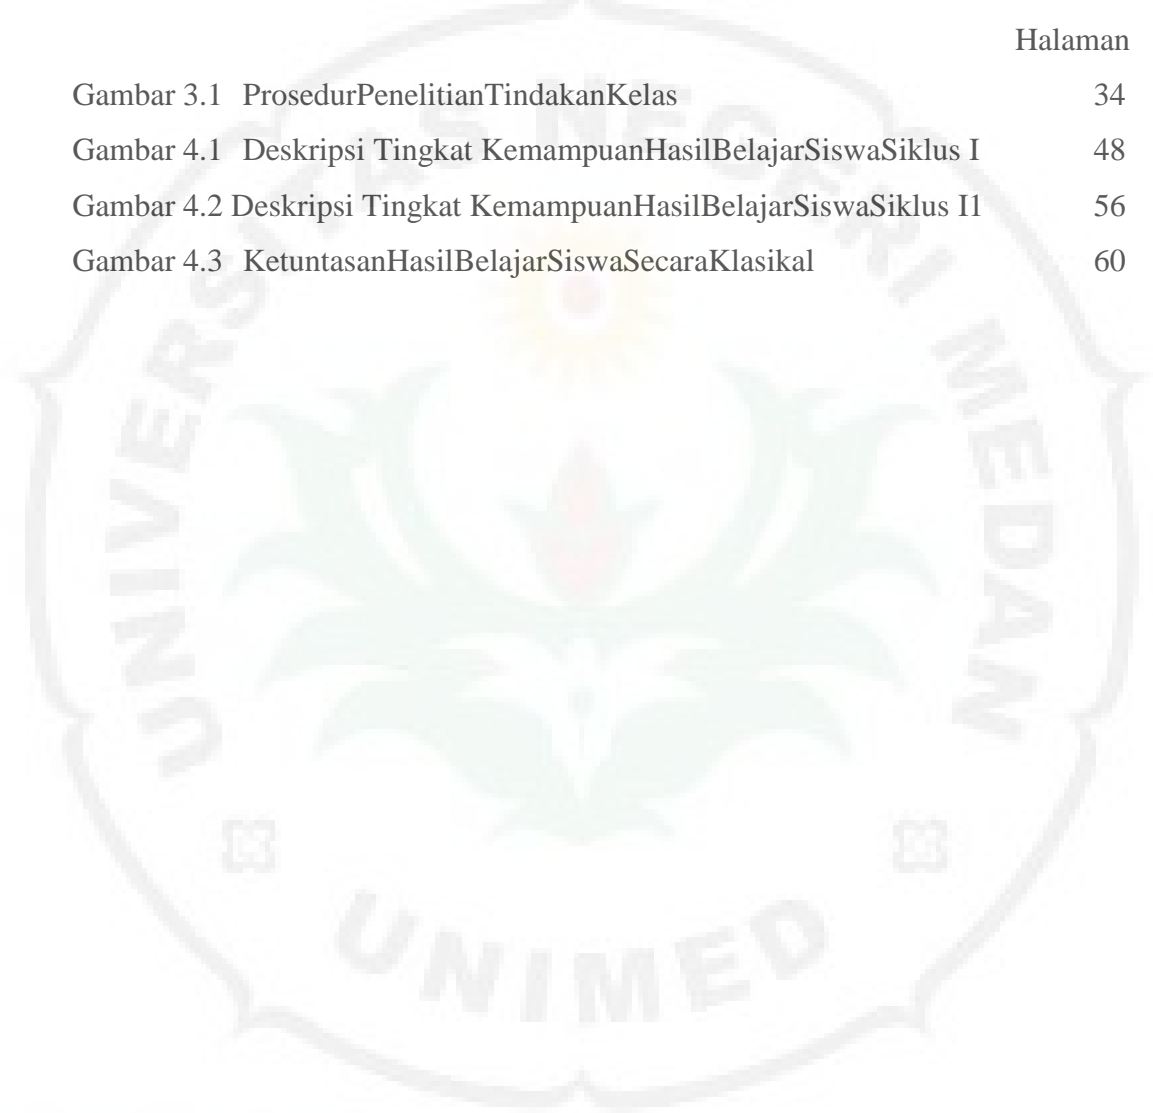 Halaman
Gambar 3.1 ProsedurPenelitianTindakanKelas 34
Gambar 4.1 Deskripsi Tingkat KemampuanHasilBelajarSiswaSiklus I 48
Gambar 4.2 Deskripsi Tingkat KemampuanHasilBelajarSiswaSiklus I1 56
Gambar 4.3 KetuntasanHasilBelajarSiswaSecaraKlasikal 60
UNIVERSITAS NEGERI MEDAN
UNIMED